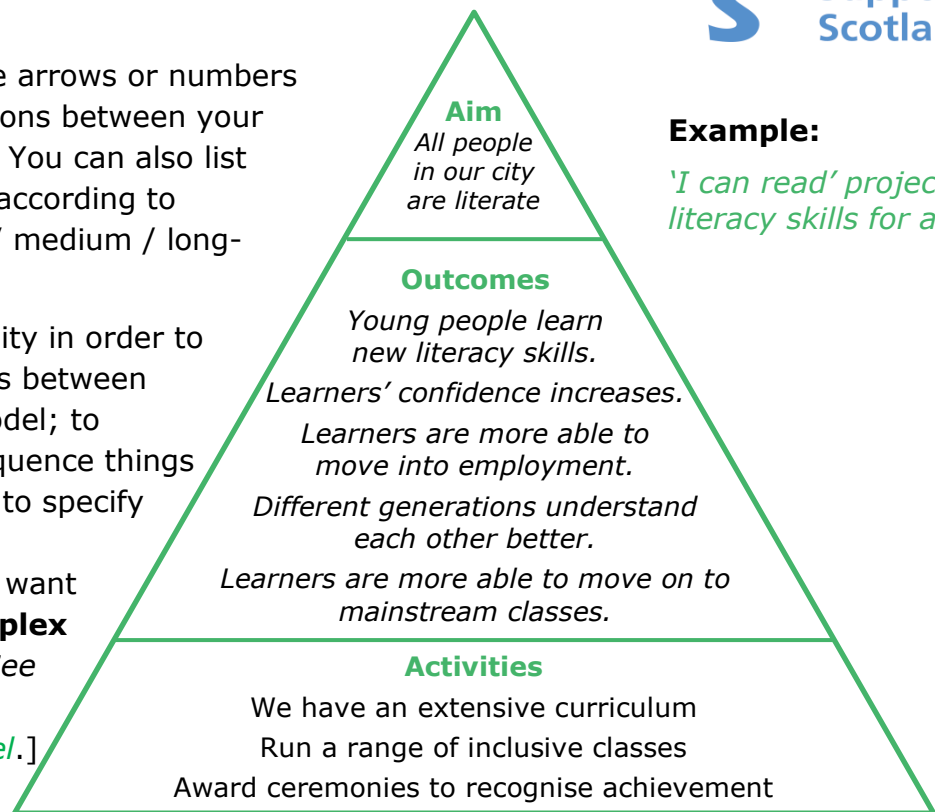 S
Scotla
e arrows or numbers
ons between your
You can also list
according to
/ medium / long-
ity in order to
s between
del; to
quence things
to specify
want
plex
ee
el.]
Aim
All people
in our city
are literate
Outcomes
Young people learn
new literacy skills.
Learners’ confidence increases.
Learners are more able to
move into employment.
Different generations understand
each other better.
Learners are more able to move on to
mainstream classes.
Activities
We have an extensive curriculum
Run a range of inclusive classes
Award ceremonies to recognise achievement
Example:
‘I can read’ projec
literacy skills for a